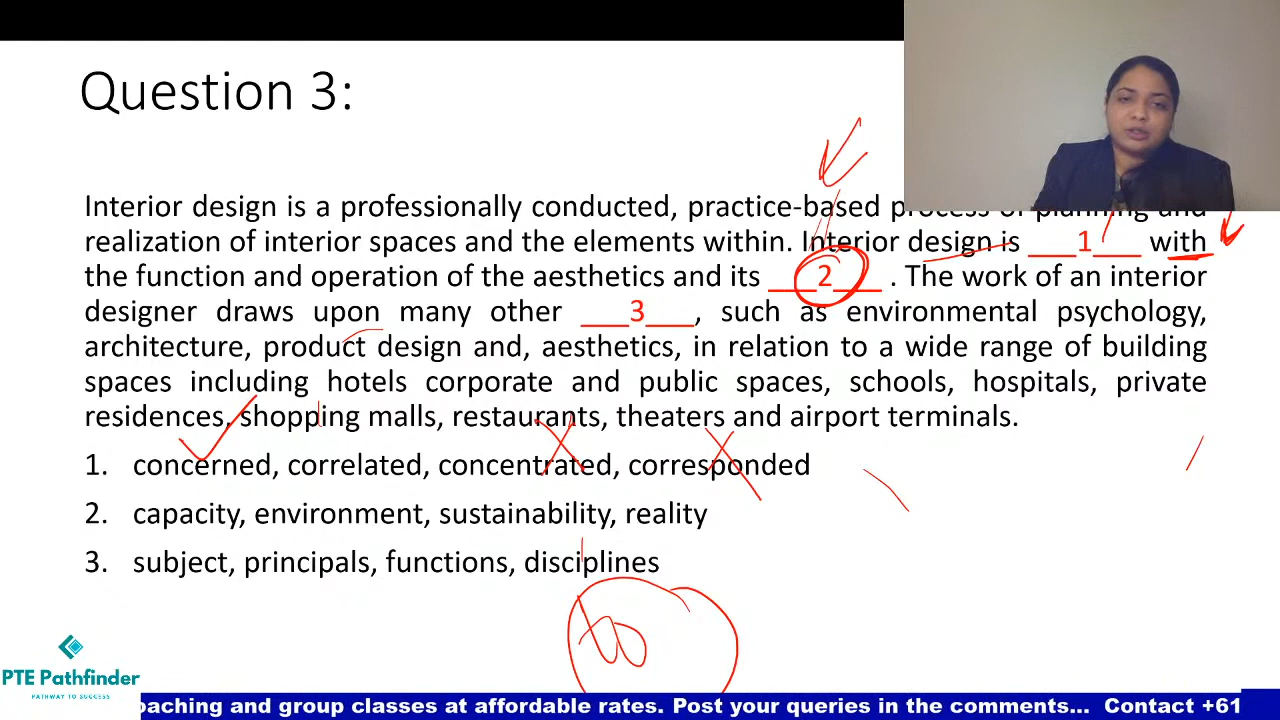 Question 3:
Interior design is a professionally conducted, practice-based process of planning and
realization of interior spaces and the elements within. Interior design is ___1___ with
the function and operation of the aesthetics and its ___2___ . The work of an interior
designer draws upon many other ___3___, such as environmental psychology,
architecture, product design and, aesthetics, in relation to a wide range of building
spaces including hotels corporate and public spaces, schools, hospitals, private
residences, shopping malls, restaurants, theaters and airport terminals.
1. concerned, correlated, concentrated, corresponded
2. capacity, environment, sustainability, reality
3. subject, principals, functions, disciplines
to
PTE Pathfinder
PATHWAY TO SUCCESS
oaching and group classes at affordable rates. Post your queries in the comments... Contact +61